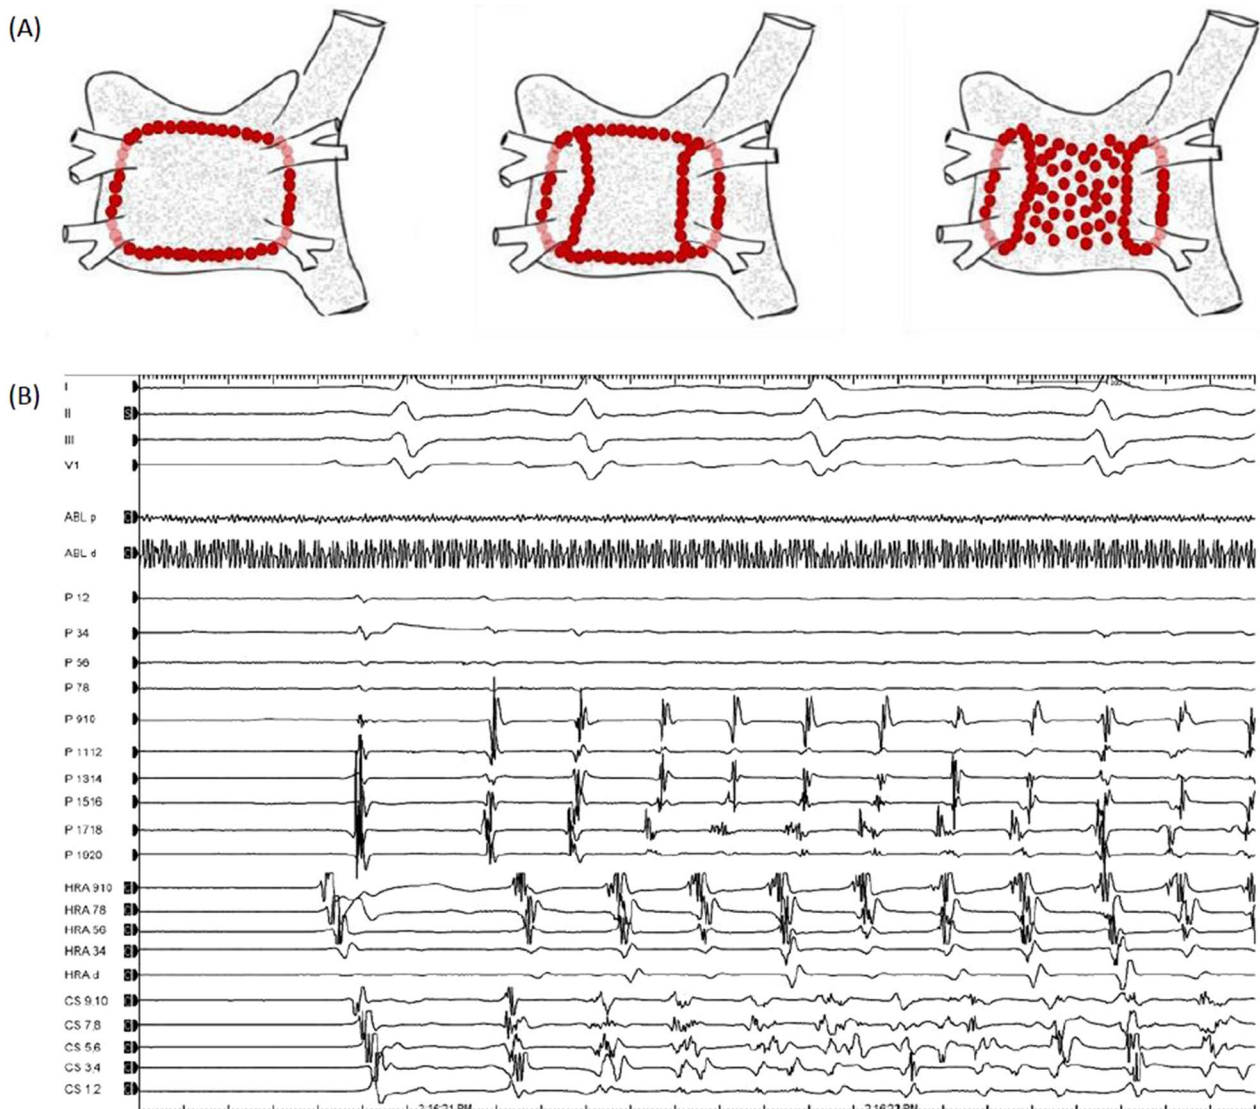 (A)
(B)
I
II
III
V1
ABL p
ABL d
P 12
P 34
P 56
P 78
P 910
P 1112
P 1314
P 1516
P 1718
P 1920
HRA 910
HRA 78
HRA 56
HRA 34
HRA d
CS 9,10
CS 7,8
CS 5,6
CS 3,4
CS 1,2